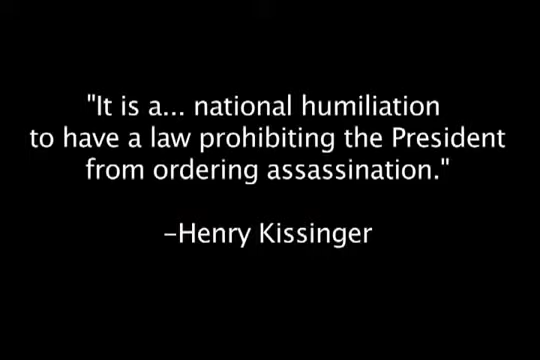 "It is a... national humiliation
to have a law prohibiting the President
from ordering assassination."
–Henry Kissinger